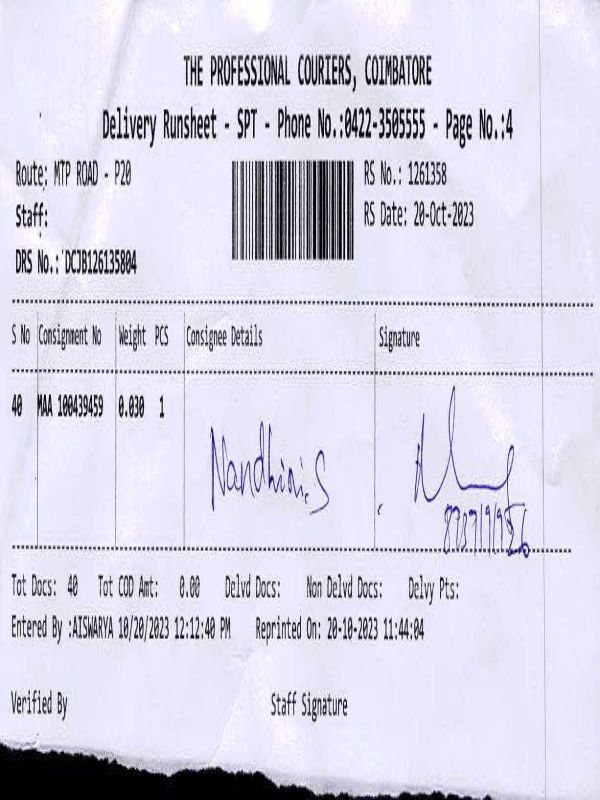 THE PROFESSIONAL COURIERS, COIMBATORE
Delivery Runsheet - SPT - Phone No.:0422-3505555 - Page No.:4
Route: MTP ROAD - P20 RS No.: 1261358
Staff: RS Date: 20-Oct-2023
DRS No.: DCJB126135804
S No Consignment No Weight PCS Consignee Details Signature
40 MAA 100439459 0.030 1
Nandhini.S
Tot Docs: 40 Tot COD Amt: 0.00 Delvd Docs: Non Delvd Docs: Delvy Pts:
Entered By :AISWARYA 10/20/2023 12:12:40 PM Reprinted On: 20-10-2023 11:44:04
Verified By Staff Signature